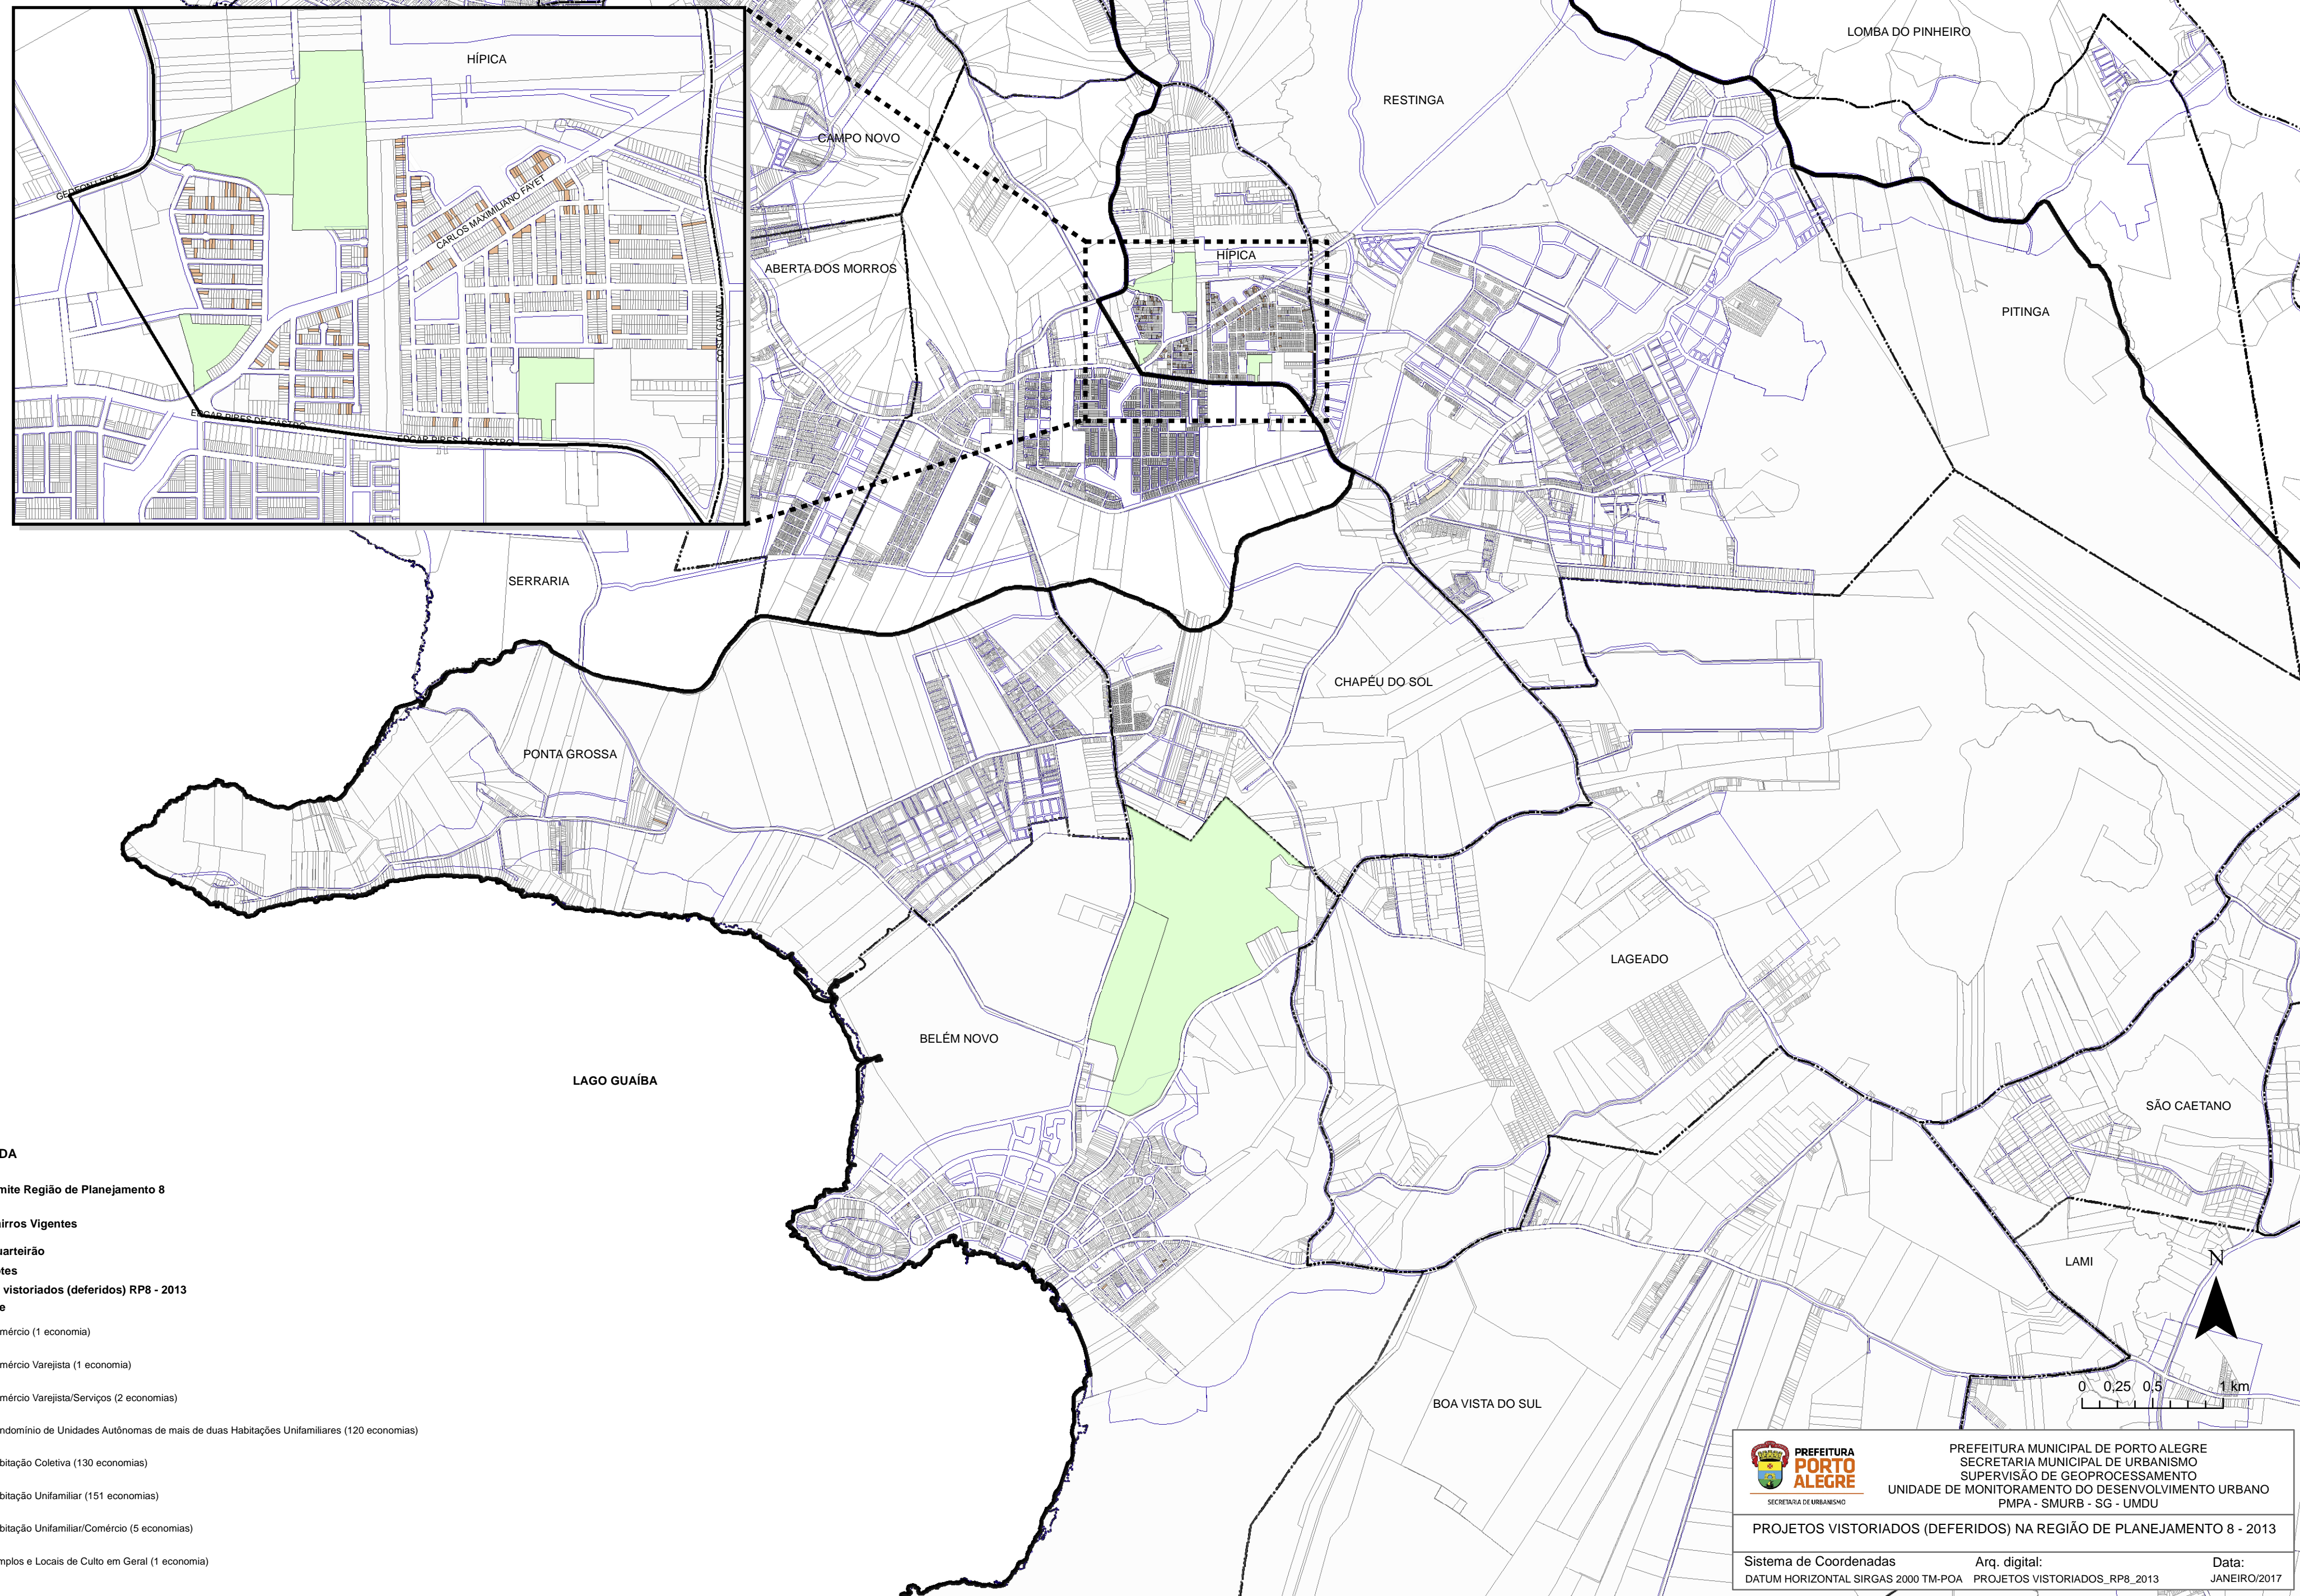 HÍPICA
GEDEON LEITE
CARLOS MAXIMILIANO FAYET
COSTA GAMA
EDGAR PIRES DE CASTRO
EDGAR PIRES DE CASTRO
LOMBA DO PINHEIRO
RESTINGA
CAMPO NOVO
HÍPICA
ABERTA DOS MORROS
PITINGA
SERRARIA
CHAPÉU DO SOL
PONTA GROSSA
LAGEADO
BELÉM NOVO
LAGO GUAÍBA
SÃO CAETANO
LAMI
BOA VISTA DO SUL
N
0 0,25 0,5 1 km
DA
mite Região de Planejamento 8
irros Vigentes
uarteirão
tes
vistoriados (deferidos) RP8 - 2013
e
mércio (1 economia)
mércio Varejista (1 economia)
mércio Varejista/Serviços (2 economias)
ndomínio de Unidades Autônomas de mais de duas Habitações Unifamiliares (120 economias)
bitação Coletiva (130 economias)
bitação Unifamiliar (151 economias)
bitação Unifamiliar/Comércio (5 economias)
mplos e Locais de Culto em Geral (1 economia)
PREFEITURA
PORTO
ALEGRE
SECRETARIA DE URBANISMO
PREFEITURA MUNICIPAL DE PORTO ALEGRE
SECRETARIA MUNICIPAL DE URBANISMO
SUPERVISÃO DE GEOPROCESSAMENTO
UNIDADE DE MONITORAMENTO DO DESENVOLVIMENTO URBANO
PMPA - SMURB - SG - UMDU
PROJETOS VISTORIADOS (DEFERIDOS) NA REGIÃO DE PLANEJAMENTO 8 - 2013
Sistema de Coordenadas Arq. digital: Data:
DATUM HORIZONTAL SIRGAS 2000 TM-POA PROJETOS VISTORIADOS_RP8_2013 JANEIRO/2017